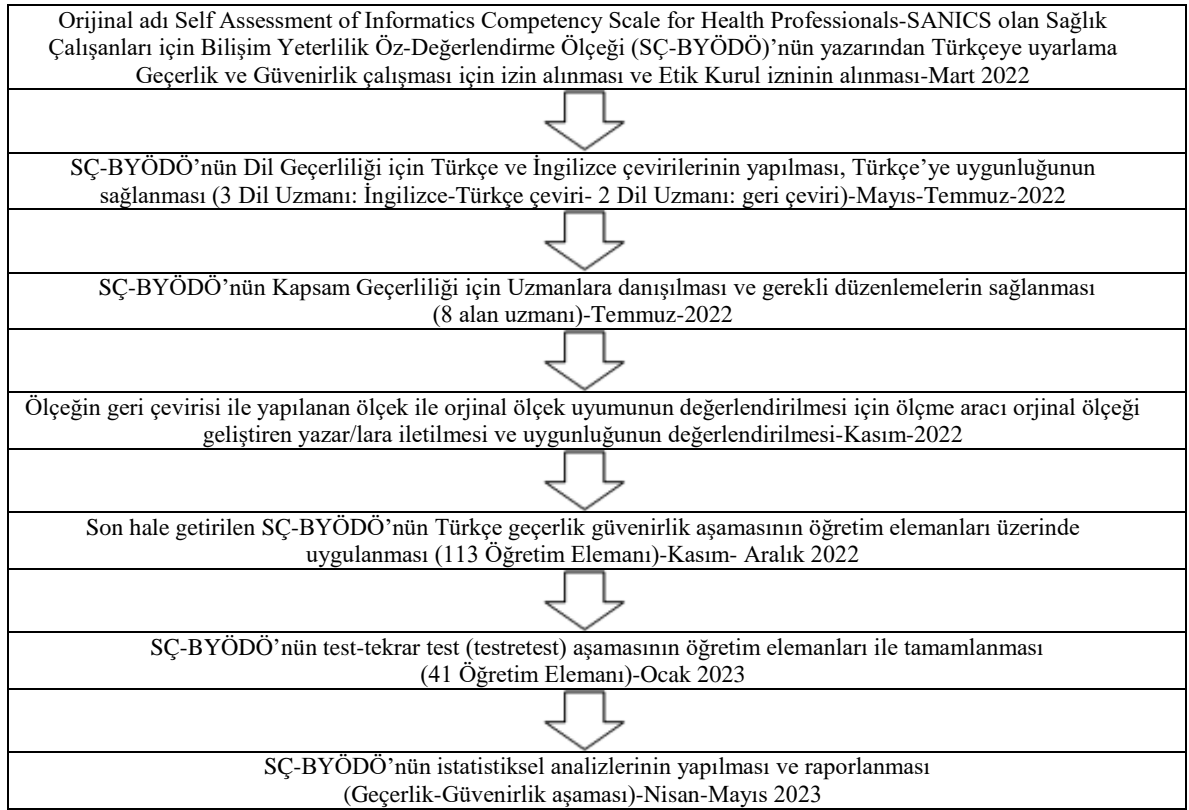 Orijinal adı Self Assessment of Informatics Competency Scale for Health Professionals-SANICS olan Sağlık
Çalışanları için Bilişim Yeterlilik Öz-Değerlendirme Ölçeği (SÇ-BYÖDÖ)’nün yazarından Türkçeye uyarlama
Geçerlik ve Güvenirlik çalışması için izin alınması ve Etik Kurul izninin alınması-Mart 2022
SÇ-BYÖDÖ’nün Dil Geçerliliği için Türkçe ve İngilizce çevirilerinin yapılması, Türkçe’ye uygunluğunun
sağlanması (3 Dil Uzmanı: İngilizce-Türkçe çeviri- 2 Dil Uzmanı: geri çeviri)-Mayıs-Temmuz-2022
SÇ-BYÖDÖ’nün Kapsam Geçerliliği için Uzmanlara danışılması ve gerekli düzenlemelerin sağlanması
(8 alan uzmanı)-Temmuz-2022
Ölçeğin geri çevirisi ile yapılanan ölçek ile orjinal ölçek uyumunun değerlendirilmesi için ölçme aracı orjinal ölçeği
geliştiren yazar/lara iletilmesi ve uygunluğunun değerlendirilmesi-Kasım-2022
Son hale getirilen SÇ-BYÖDÖ’nün Türkçe geçerlik güvenirlik aşamasının öğretim elemanları üzerinde
uygulanması (113 Öğretim Elemanı)-Kasım- Aralık 2022
SÇ-BYÖDÖ’nün test-tekrar test (testretest) aşamasının öğretim elemanları ile tamamlanması
(41 Öğretim Elemanı)-Ocak 2023
SÇ-BYÖDÖ’nün istatistiksel analizlerinin yapılması ve raporlanması
(Geçerlik-Güvenirlik aşaması)-Nisan-Mayıs 2023